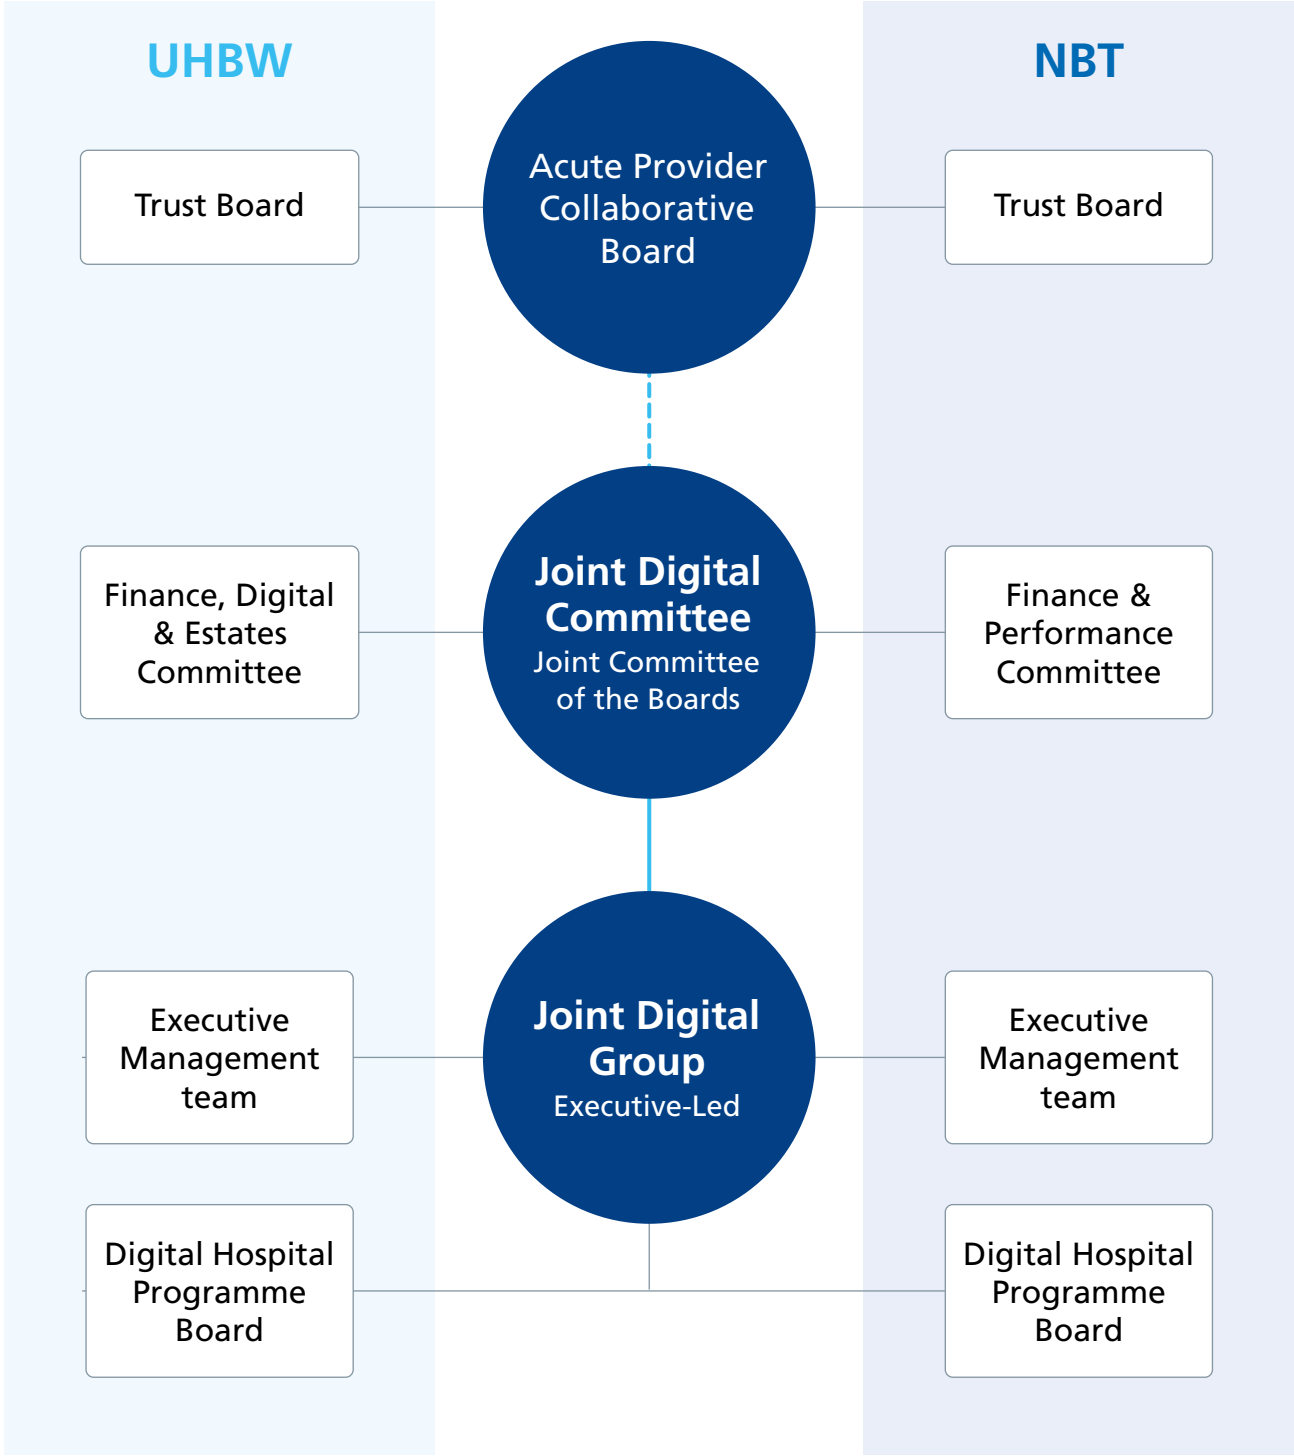 UHBW
NBT
Trust Board
Acute Provider
Collaborative
Board
Trust Board
Finance, Digital
& Estates
Committee
Joint Digital
Committee
Joint Committee
of the Boards
Finance &
Performance
Committee
Executive
Management
team
Joint Digital
Group
Executive-Led
Executive
Management
team
Digital Hospital
Programme
Board
Digital Hospital
Programme
Board